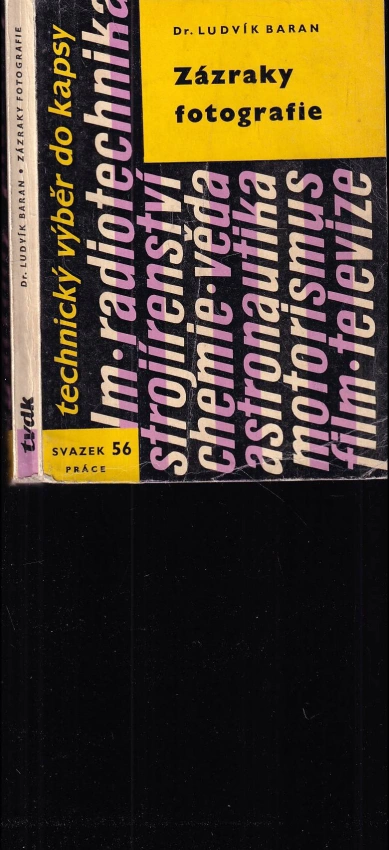 Dr. LUDVÍK BARAN
Zázraky
fotografie
technický výběr do kapsy
lm·radiotechnika
strojírenství
chemie·věda
astronautika
motorismus
film·televize
SVAZEK 56
PRÁCE
Dr. LUDVÍK BARAN • ZÁZRAKY FOTOGRAFIE
tvdk